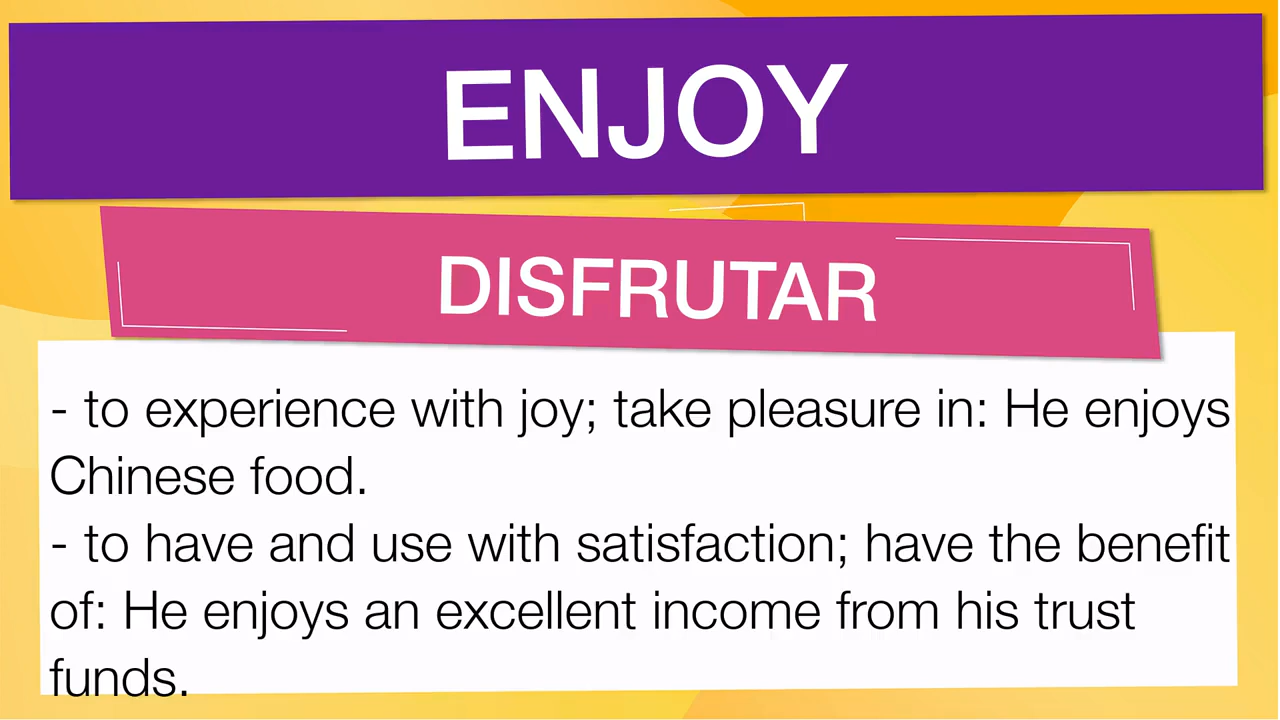 ENJOY
DISFRUTAR
- to experience with joy; take pleasure in: He enjoys
Chinese food.
- to have and use with satisfaction; have the benefit
of: He enjoys an excellent income from his trust
funds.